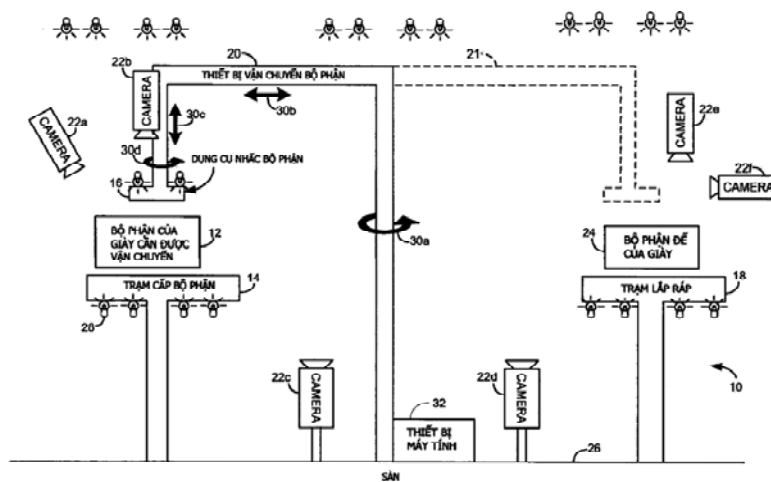 20
21
22b
CAMERA
THIẾT BỊ VẬN CHUYỂN BỘ PHẬN
30c
30b
22a
CAMERA
30d
DỤNG CỤ NHẤC BỘ PHẬN
16
22e
CAMERA
22f
CAMERA
BỘ PHẬN CỦA
GIÀY CẦN ĐƯỢC
VẬN CHUYỂN
12
30a
24
BỘ PHẬN ĐẾ
CỦA GIÀY
TRẠM CẤP BỘ PHẬN
14
TRẠM LẮP RÁP
18
28
22c
CAMERA
22d
CAMERA
10
32
THIẾT BỊ
MÁY TÍNH
26
SÀN